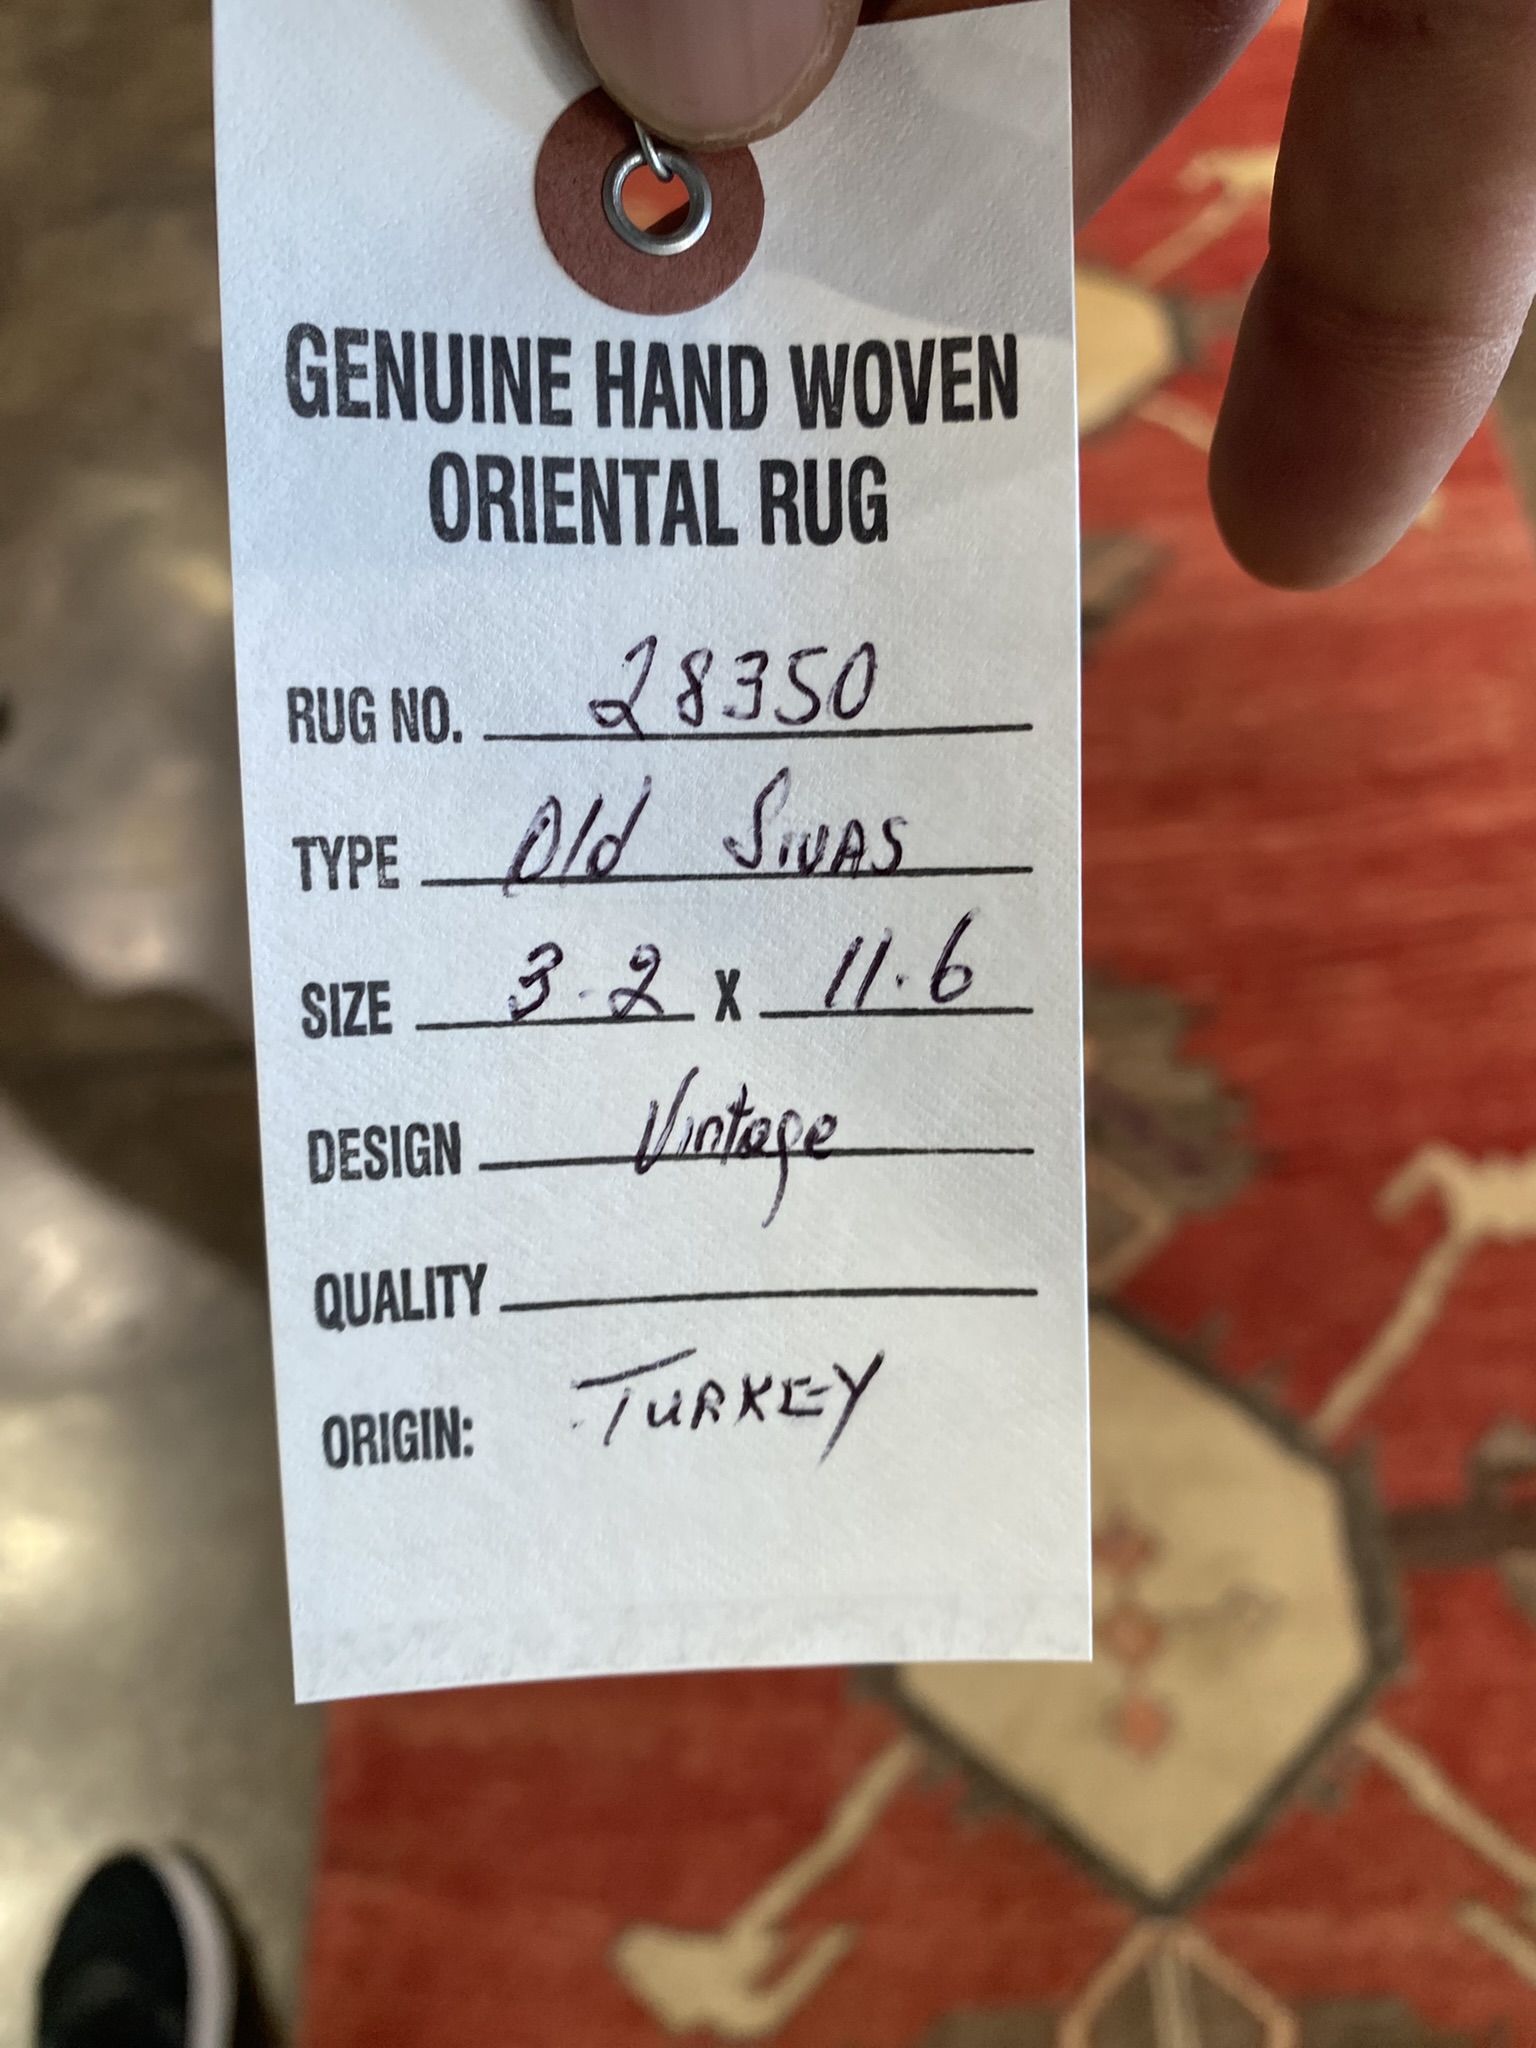 GENUINE HAND WOVEN
ORIENTAL RUG
RUG NO. 28350
TYPE Old SIVAS
SIZE 3.2 X 11.6
DESIGN Vintage
QUALITY
ORIGIN: TURKEY